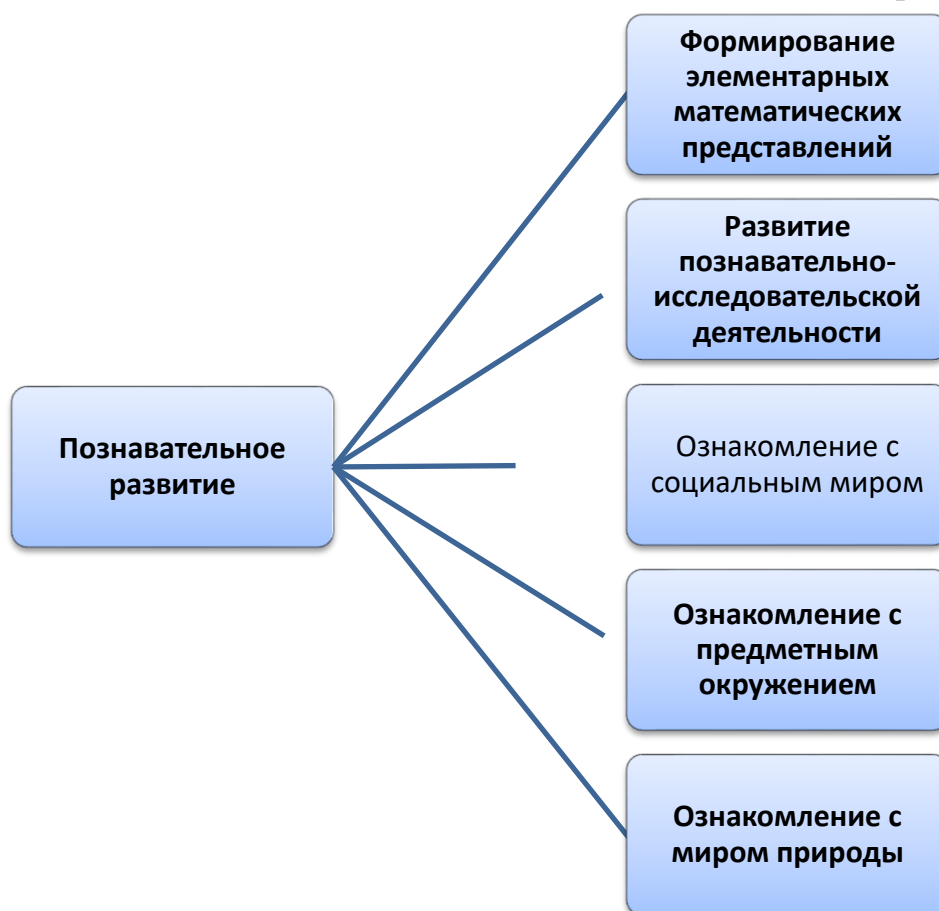 Формирование
элементарных
математических
представлений
Развитие
познавательно-
исследовательской
деятельности
Познавательное
развитие
Ознакомление с
социальным миром
Ознакомление с
предметным
окружением
Ознакомление с
миром природы